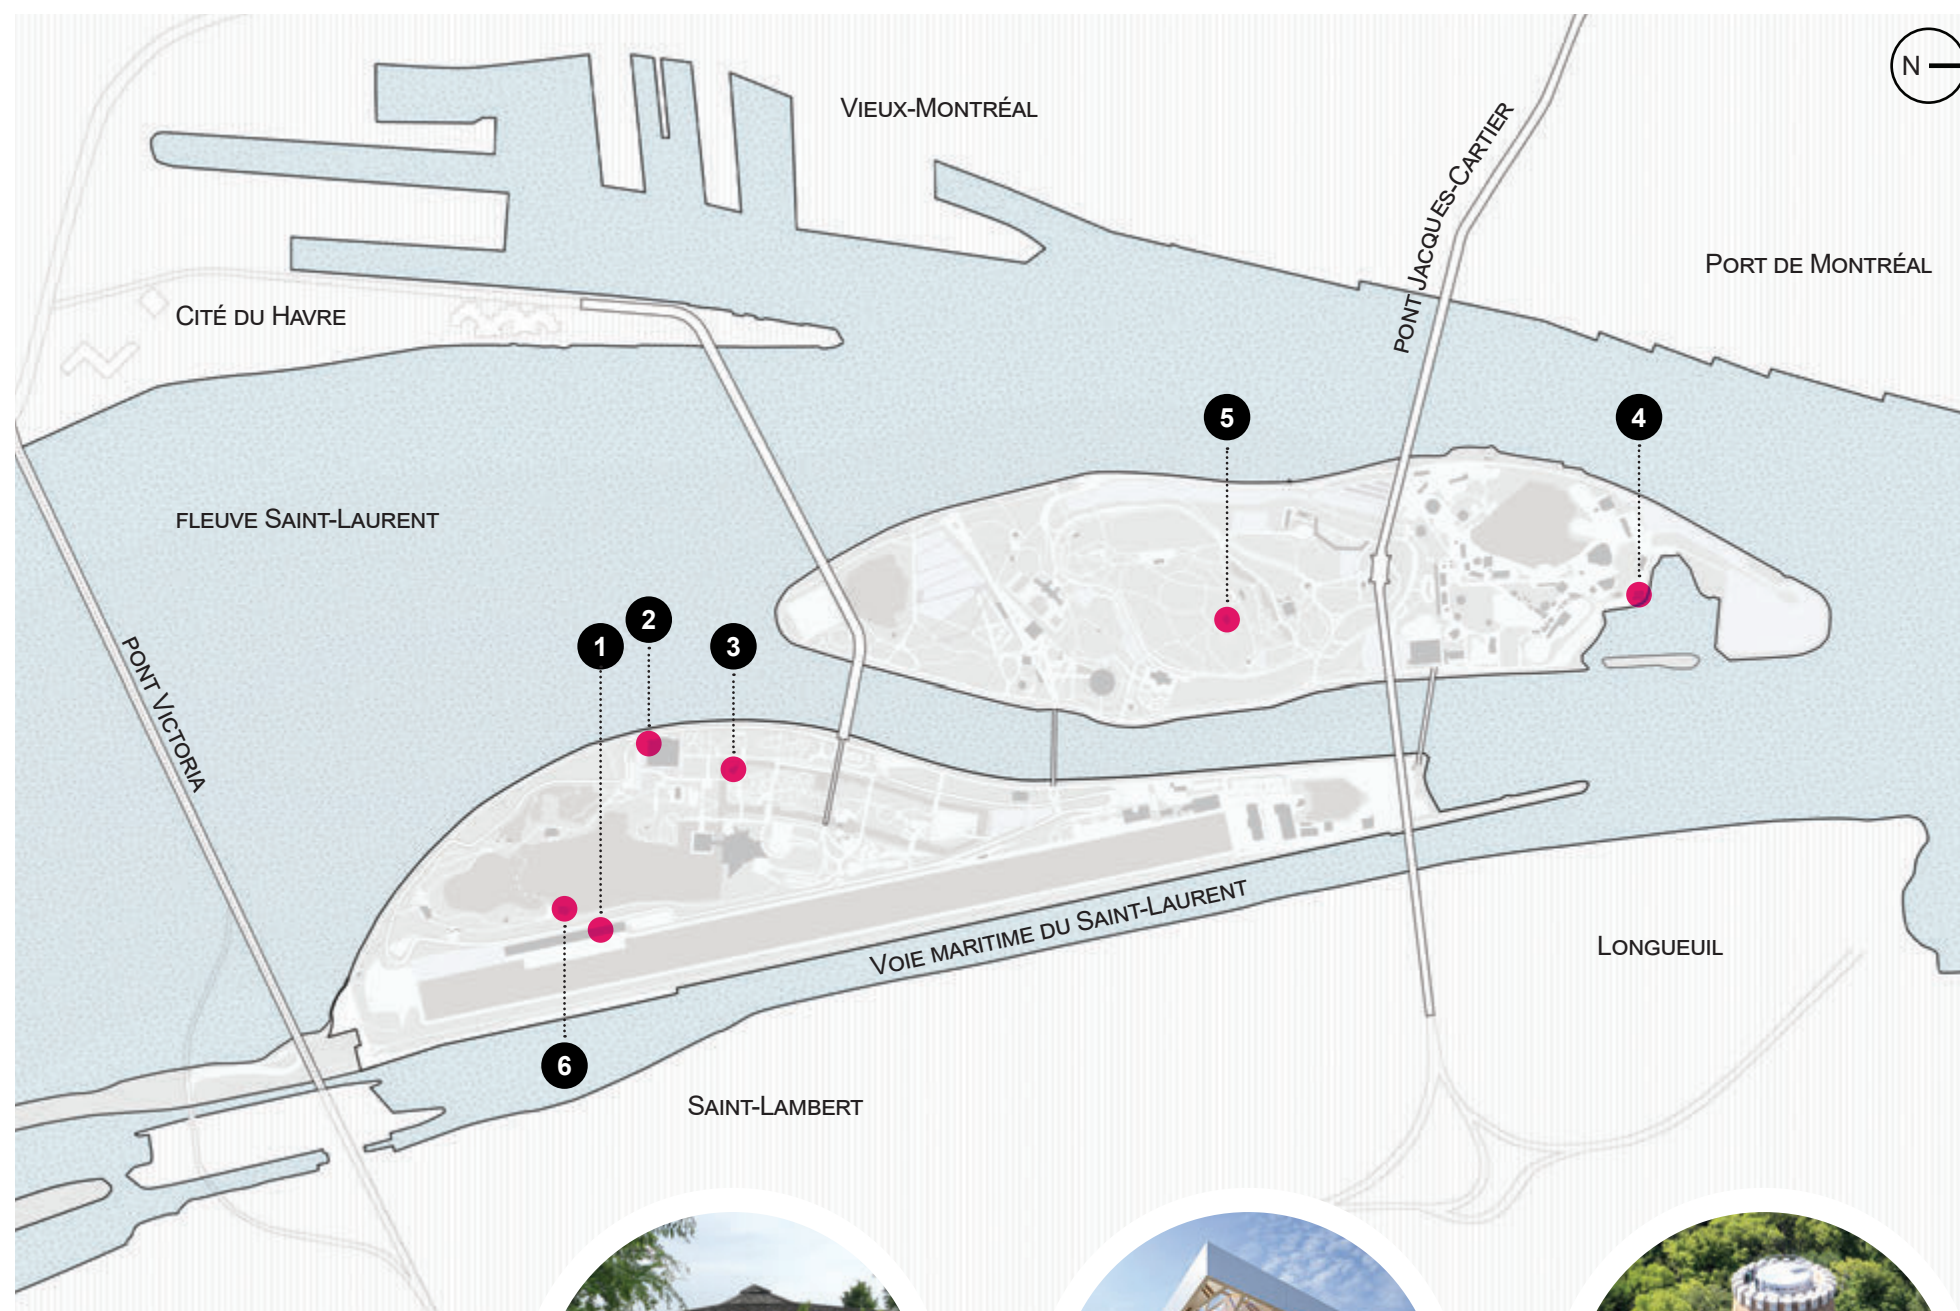 N
VIEUX-MONTRÉAL
PONT JACQUES-CARTIER
PORT DE MONTRÉAL
CITÉ DU HAVRE
5
4
FLEUVE SAINT-LAURENT
2
1
3
PONT VICTORIA
VOIE MARITIME DU SAINT-LAURENT
LONGUEUIL
6
SAINT-LAMBERT